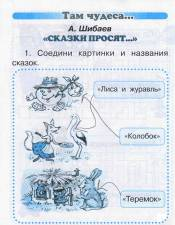 Там чудеса...
А. Шибаев
«СКАЗКИ ПРОСЯТ...»
1. Соедини картинки и названия
сказок.
«Лиса и журавль»
«Колобок»
«Теремок»